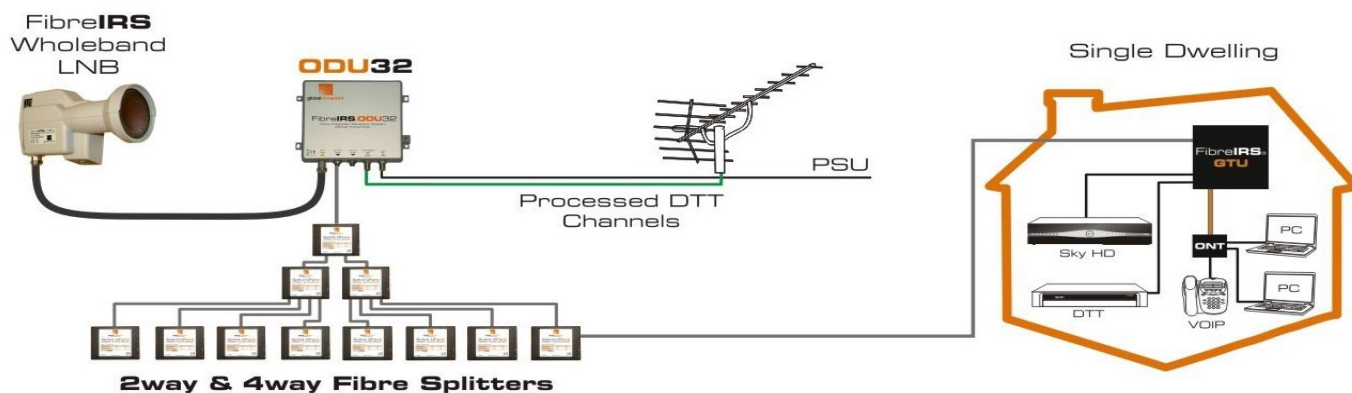 FibreIRS
Wholeband
LNB
ODU32
FibreIRS.ODU32
PSU
Processed DTT
Channels
2way & 4way Fibre Splitters
Single Dwelling
FibreIRS®
GTU
Sky HD
DTT
ONT
VOIP
PC
PC